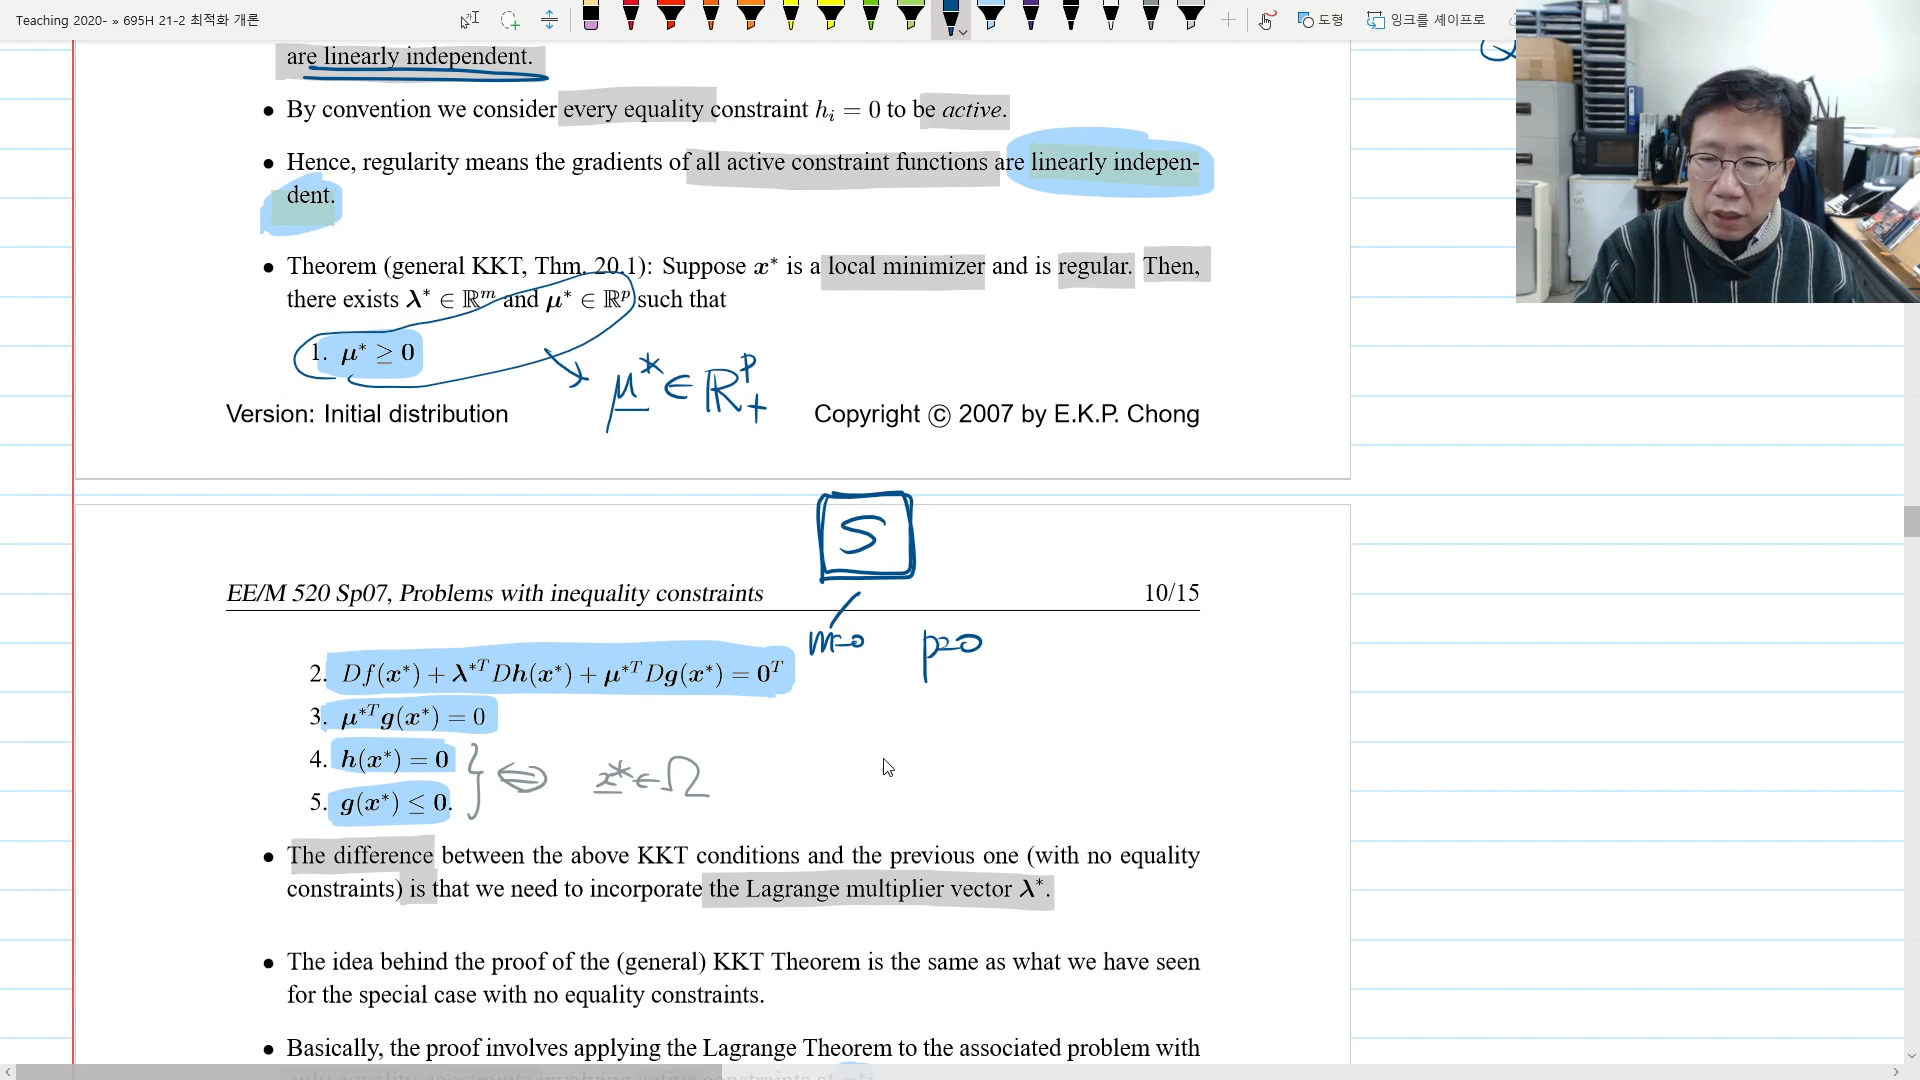 Teaching 2020- » 695H 21-2 최적화 개론
도형
잉크를 셰이프로
are linearly independent.
• By convention we consider every equality constraint hᵢ = 0 to be active.
• Hence, regularity means the gradients of all active constraint functions are linearly indepen-
dent.
• Theorem (general KKT, Thm. 20.1): Suppose x* is a local minimizer and is regular. Then,
there exists λ* ∈ ℝᵐ and μ* ∈ ℝᵖ such that
1. μ* ≥ 0
μ* ∈ ℝ₊ᵖ
Version: Initial distribution
Copyright © 2007 by E.K.P. Chong
S
EE/M 520 Sp07, Problems with inequality constraints
10/15
m=0 p=0
2. Df(x*) + λ*ᵀDh(x*) + μ*ᵀDg(x*) = 0ᵀ
3. μ*ᵀg(x*) = 0
4. h(x*) = 0
5. g(x*) ≤ 0.
} ⇔ x* ∈ Ω
• The difference between the above KKT conditions and the previous one (with no equality
constraints) is that we need to incorporate the Lagrange multiplier vector λ*.
• The idea behind the proof of the (general) KKT Theorem is the same as what we have seen
for the special case with no equality constraints.
• Basically, the proof involves applying the Lagrange Theorem to the associated problem with